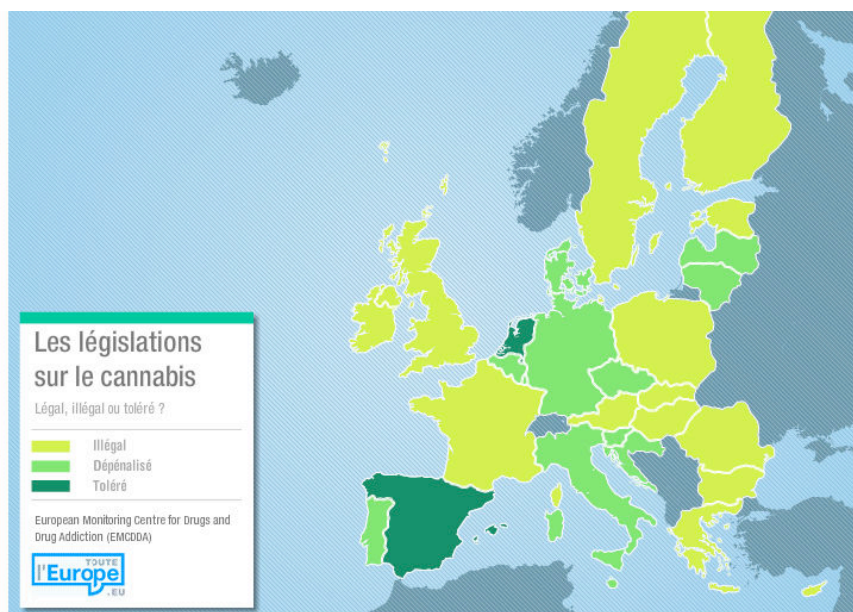 Les législations
sur le cannabis
Légal, illégal ou toléré ?
Illégal
Dépénalisé
Toléré
European Monitoring Centre for Drugs and
Drug Addiction (EMCDDA)
TOUTE
l'Europe
.EU